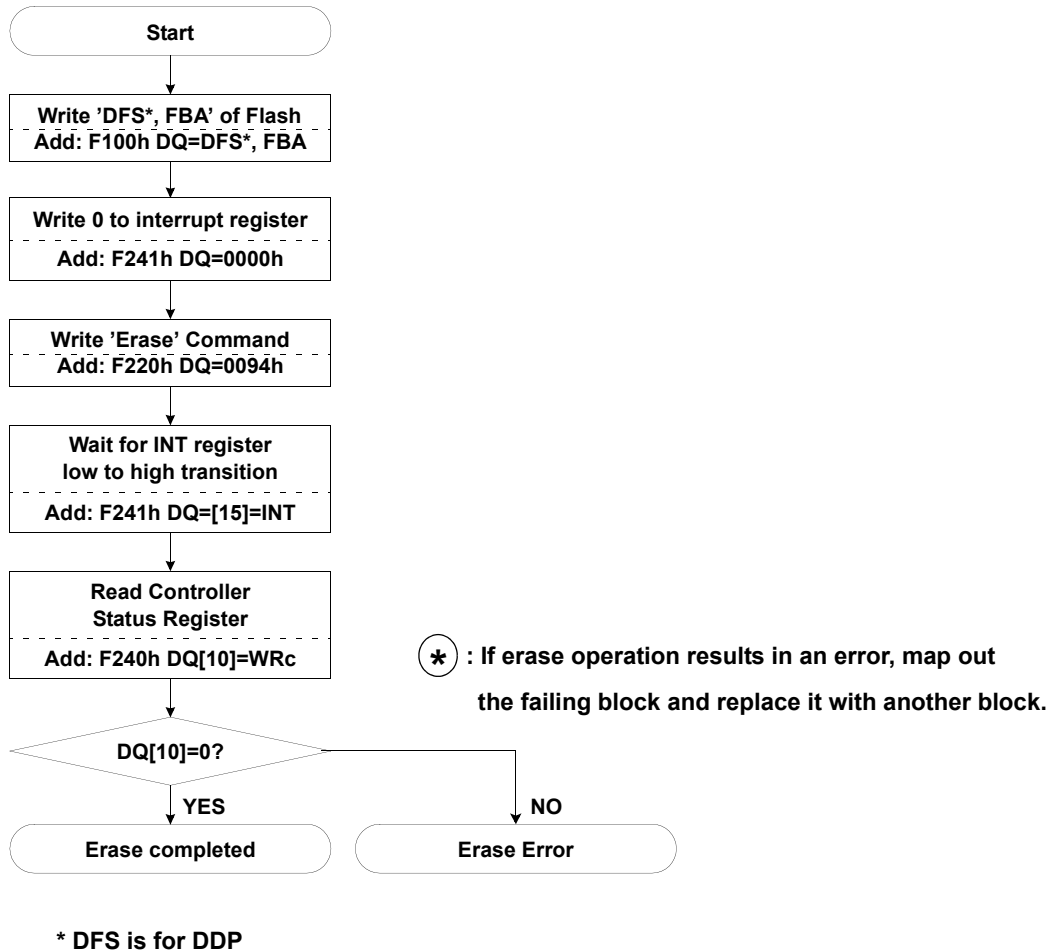 Start
Write ’DFS*, FBA’ of Flash
Add: F100h DQ=DFS*, FBA
Write 0 to interrupt register
Add: F241h DQ=0000h
Write ’Erase’ Command
Add: F220h DQ=0094h
Wait for INT register
low to high transition
Add: F241h DQ=[15]=INT
Read Controller
Status Register
Add: F240h DQ[10]=WRc
* : If erase operation results in an error, map out
the failing block and replace it with another block.
DQ[10]=0?
YES
NO
Erase completed
Erase Error
* DFS is for DDP